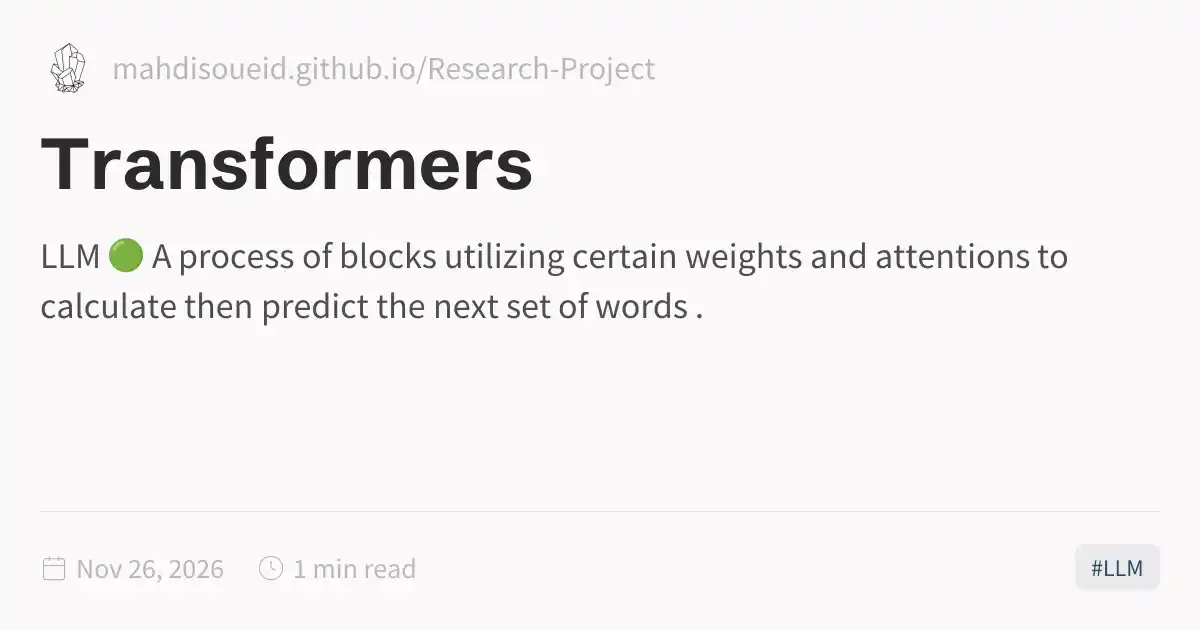 mahdisoueid.github.io/Research-Project
Transformers
LLM 🟢 A process of blocks utilizing certain weights and attentions to
calculate then predict the next set of words .
Nov 26, 2026 1 min read #LLM